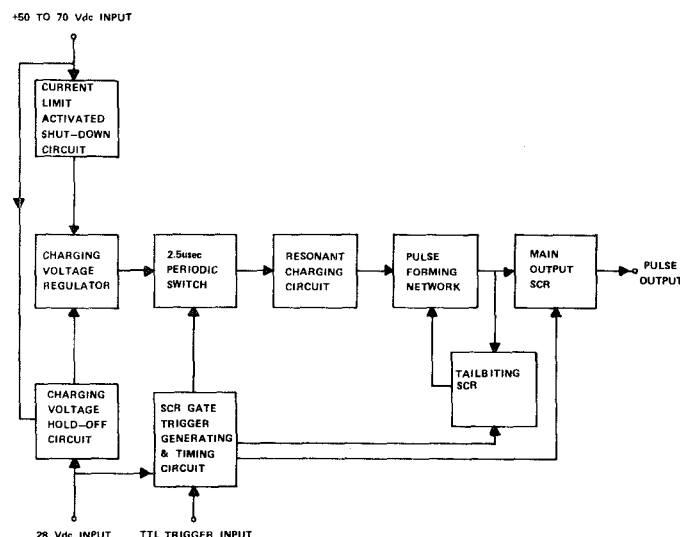 +50 TO 70 Vdc INPUT
CURRENT
LIMIT
ACTIVATED
SHUT-DOWN
CIRCUIT
CHARGING
VOLTAGE
REGULATOR
2.5usec
PERIODIC
SWITCH
RESONANT
CHARGING
CIRCUIT
PULSE
FORMING
NETWORK
MAIN
OUTPUT
SCR
PULSE
OUTPUT
TAILBITING
SCR
CHARGING
VOLTAGE
HOLD-OFF
CIRCUIT
SCR GATE
TRIGGER
GENERATING
& TIMING
CIRCUIT
28 Vdc INPUT
TTL TRIGGER INPUT